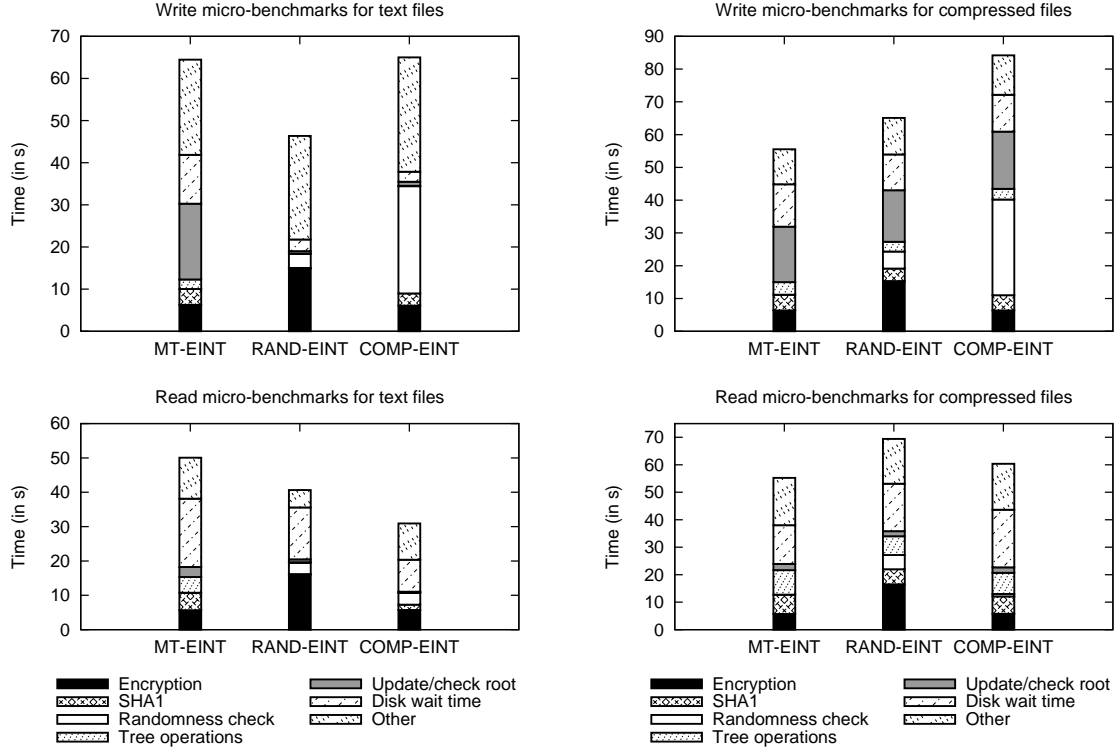 Write micro-benchmarks for text files
Time (in s)
70
60
50
40
30
20
10
0
MT-EINT RAND-EINT COMP-EINT
Write micro-benchmarks for compressed files
Time (in s)
90
80
70
60
50
40
30
20
10
0
MT-EINT RAND-EINT COMP-EINT
Read micro-benchmarks for text files
Time (in s)
60
50
40
30
20
10
0
MT-EINT RAND-EINT COMP-EINT
Encryption
SHA1
Randomness check
Tree operations
Update/check root
Disk wait time
Other
Read micro-benchmarks for compressed files
Time (in s)
70
60
50
40
30
20
10
0
MT-EINT RAND-EINT COMP-EINT
Encryption
SHA1
Randomness check
Tree operations
Update/check root
Disk wait time
Other